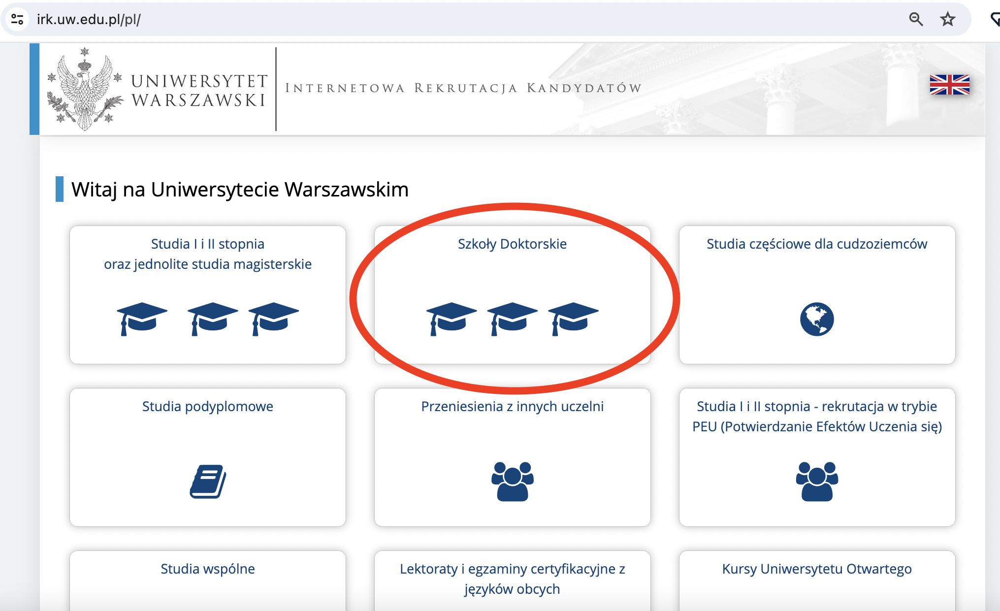 irk.uw.edu.pl/pl/
UNIWERSYTET
WARSZAWSKI
Internetowa Rekrutacja Kandydatów
Witaj na Uniwersytecie Warszawskim
Studia I i II stopnia
oraz jednolite studia magisterskie
Szkoły Doktorskie
Studia częściowe dla cudzoziemców
Studia podyplomowe
Przeniesienia z innych uczelni
Studia I i II stopnia - rekrutacja w trybie
PEU (Potwierdzanie Efektów Uczenia się)
Studia wspólne
Lektoraty i egzaminy certyfikacyjne z
języków obcych
Kursy Uniwersytetu Otwartego